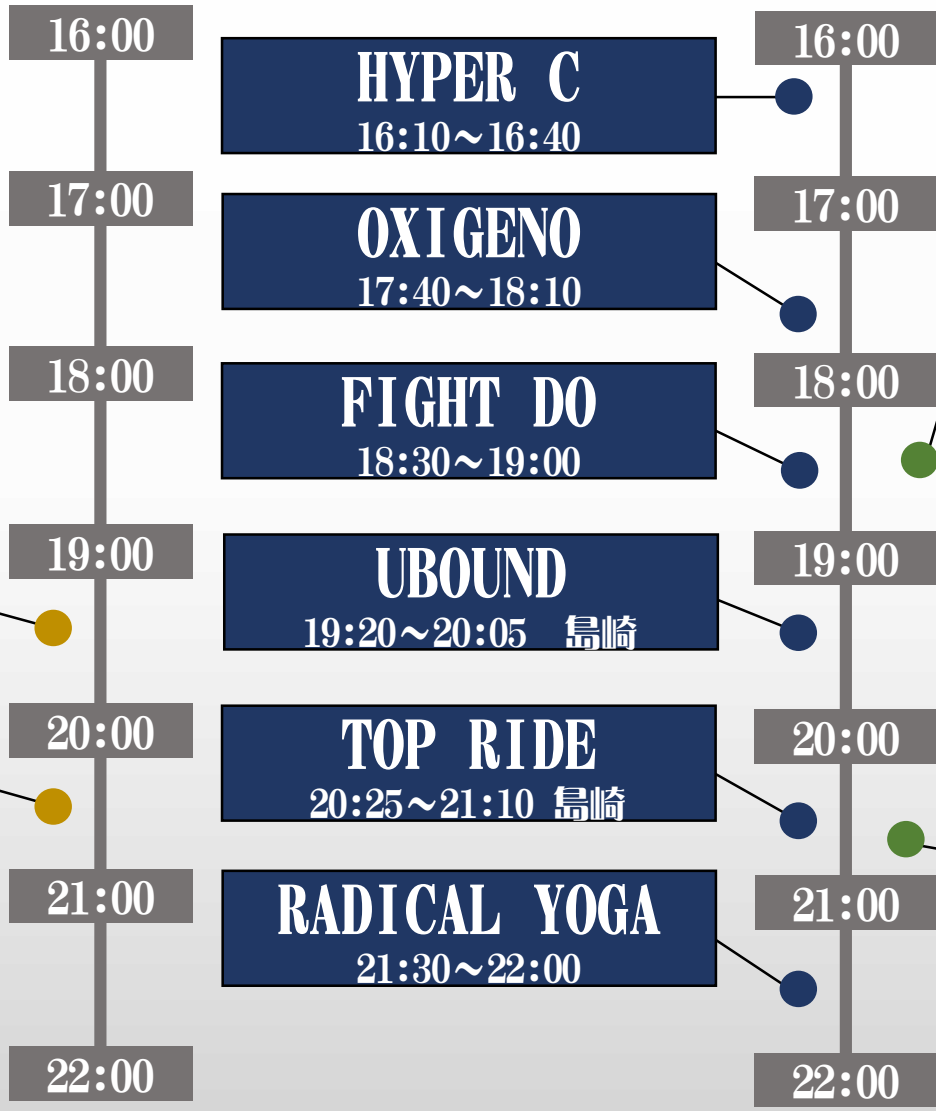 16:00
17:00
18:00
19:00
20:00
21:00
22:00
HYPER C
16:10～16:40
OXIGENO
17:40～18:10
FIGHT DO
18:30～19:00
UBOUND
19:20～20:05　島崎
TOP RIDE
20:25～21:10 島崎
RADICAL YOGA
21:30～22:00
16:00
17:00
18:00
19:00
20:00
21:00
22:00